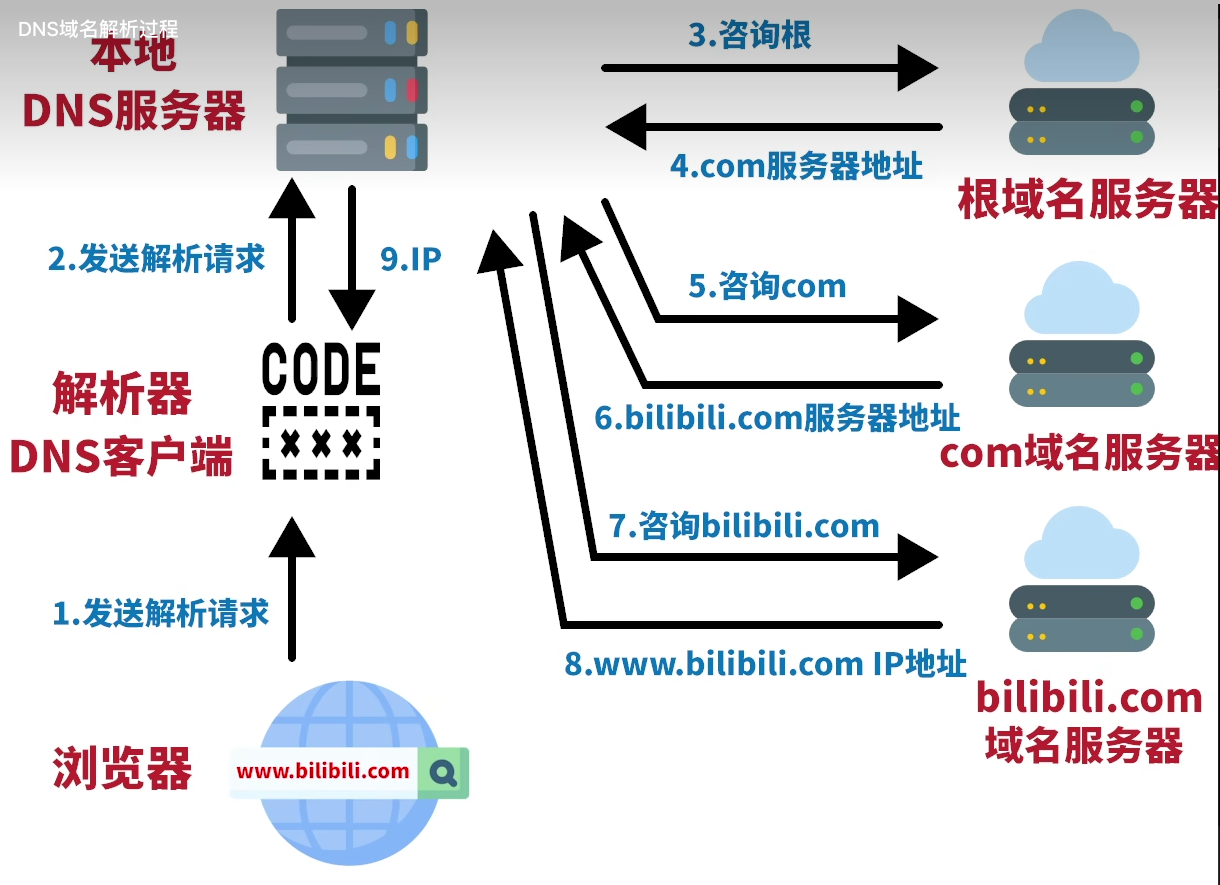 DNS域名解析过程
本地
DNS服务器
3.咨询根
4.com服务器地址
根域名服务器
2.发送解析请求
9.IP
5.咨询com
CODE
解析器
DNS客户端
6.bilibili.com服务器地址
com域名服务器
7.咨询bilibili.com
1.发送解析请求
8.www.bilibili.com IP地址
bilibili.com
域名服务器
浏览器
www.bilibili.com